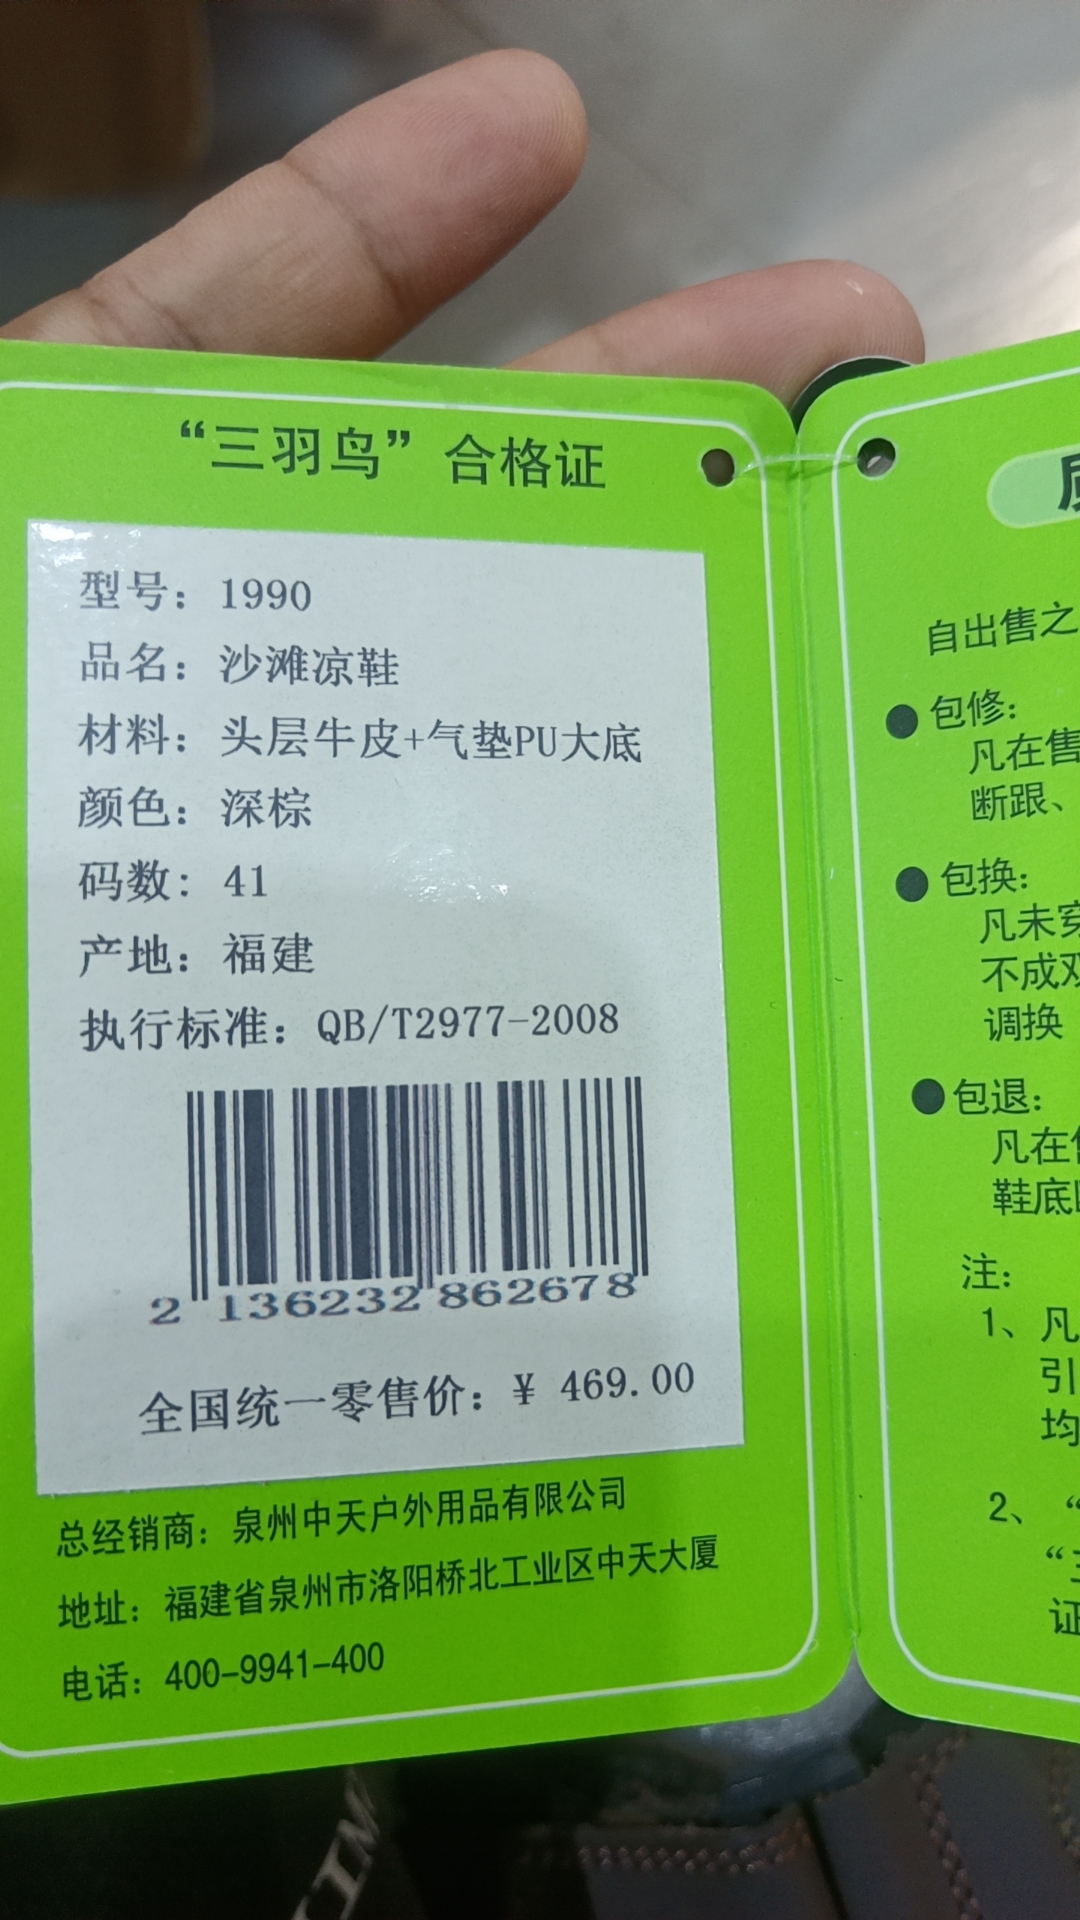 “三羽鸟” 合格证
型号：1990
品名：沙滩凉鞋
材料：头层牛皮+气垫PU大底
颜色：深棕
码数：41
产地：福建
执行标准：QB/T2977-2008
2 136232 862678
全国统一零售价：¥ 469.00
总经销商：泉州中天户外用品有限公司
地址：福建省泉州市洛阳桥北工业区中天大厦
电话：400-9941-400
自出售之
●包修：
凡在售
断跟、
●包换：
凡未穿
不成双
调换
●包退：
凡在
鞋底
注：
1、凡
引
均
2、“
“三
证